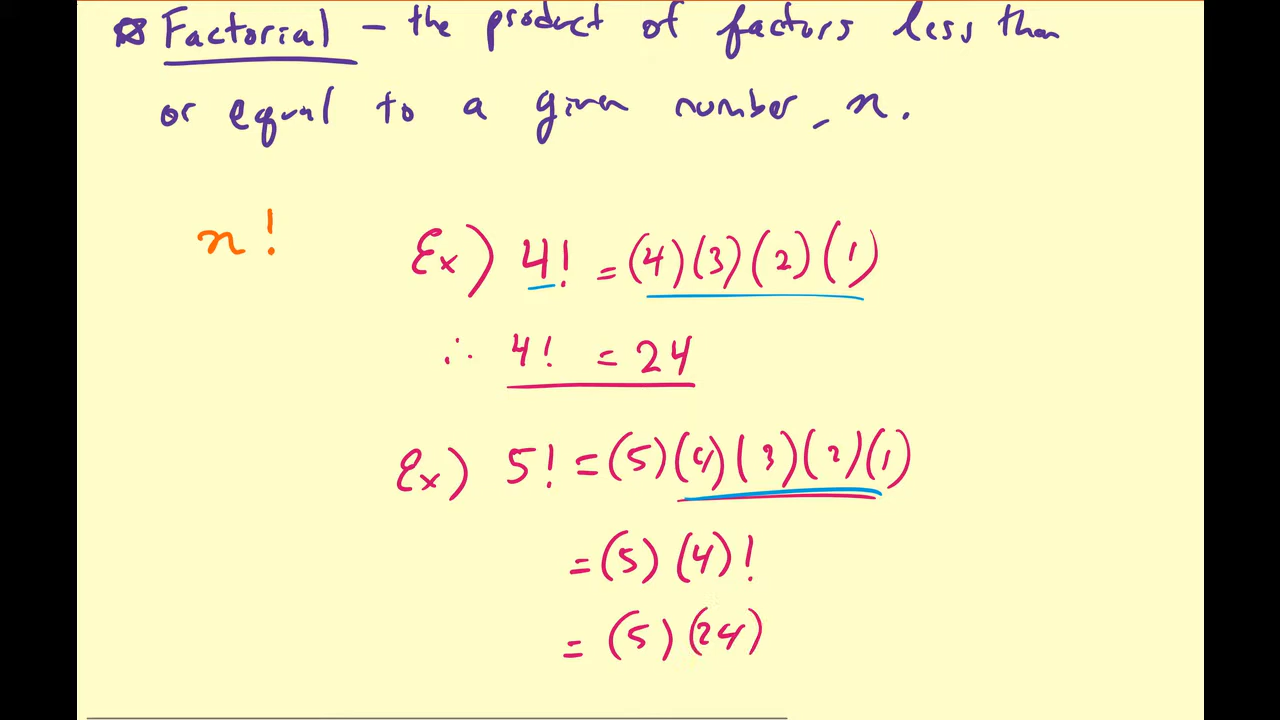 Factorial - the product of factors less than
or equal to a given number, n.
n!
Ex) 4! = (4)(3)(2)(1)
∴ 4! = 24
Ex) 5! = (5)(4)(3)(2)(1)
= (5)(4)!
= (5)(24)